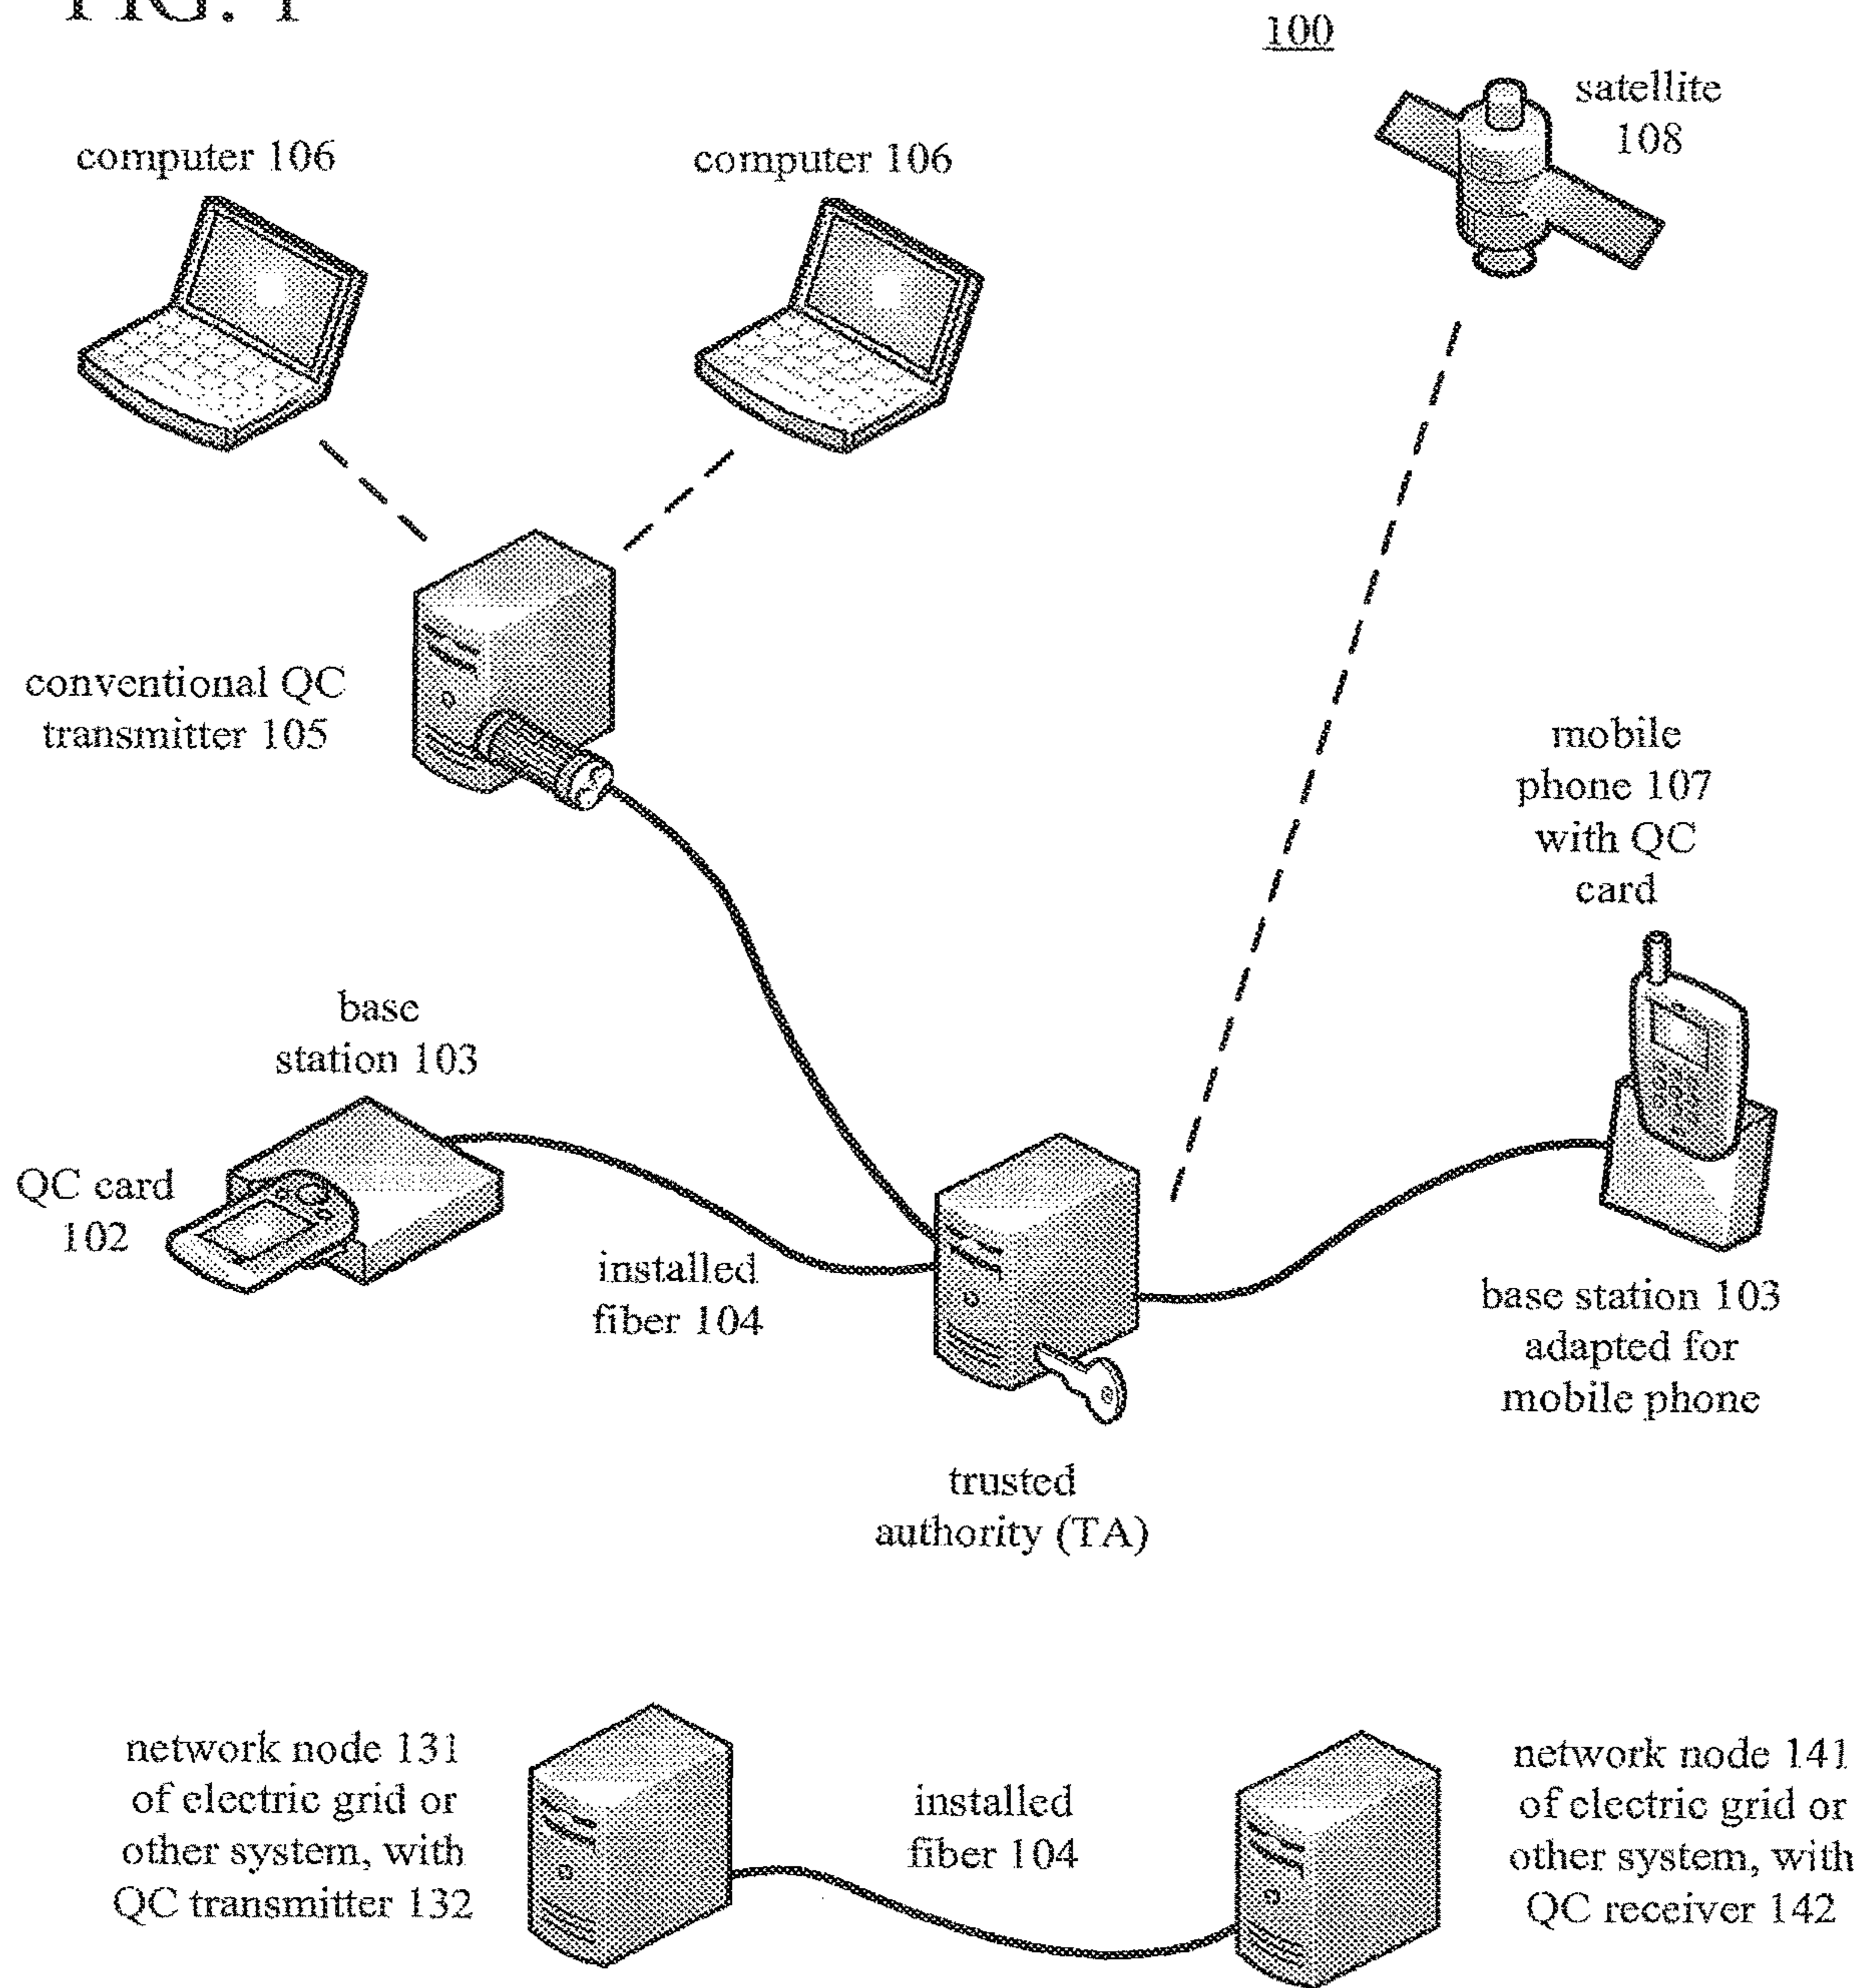 FIG. 1
100
satellite
108
computer 106
computer 106
conventional QC
transmitter 105
mobile
phone 107
with QC
card
base
station 103
QC card
102
installed
fiber 104
base station 103
adapted for
mobile phone
trusted
authority (TA)
network node 131
of electric grid or
other system, with
QC transmitter 132
installed
fiber 104
network node 141
of electric grid or
other system, with
QC receiver 142